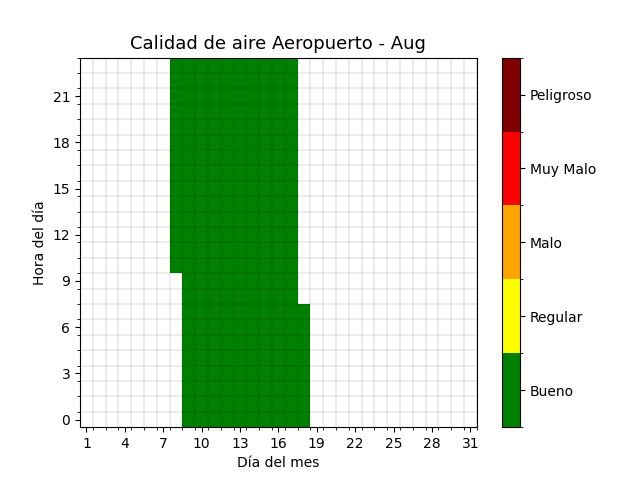 Calidad de aire Aeropuerto - Aug
Hora del día
21
18
15
12
9
6
3
0
1 4 7 10 13 16 19 22 25 28 31
Día del mes
Peligroso
Muy Malo
Malo
Regular
Bueno